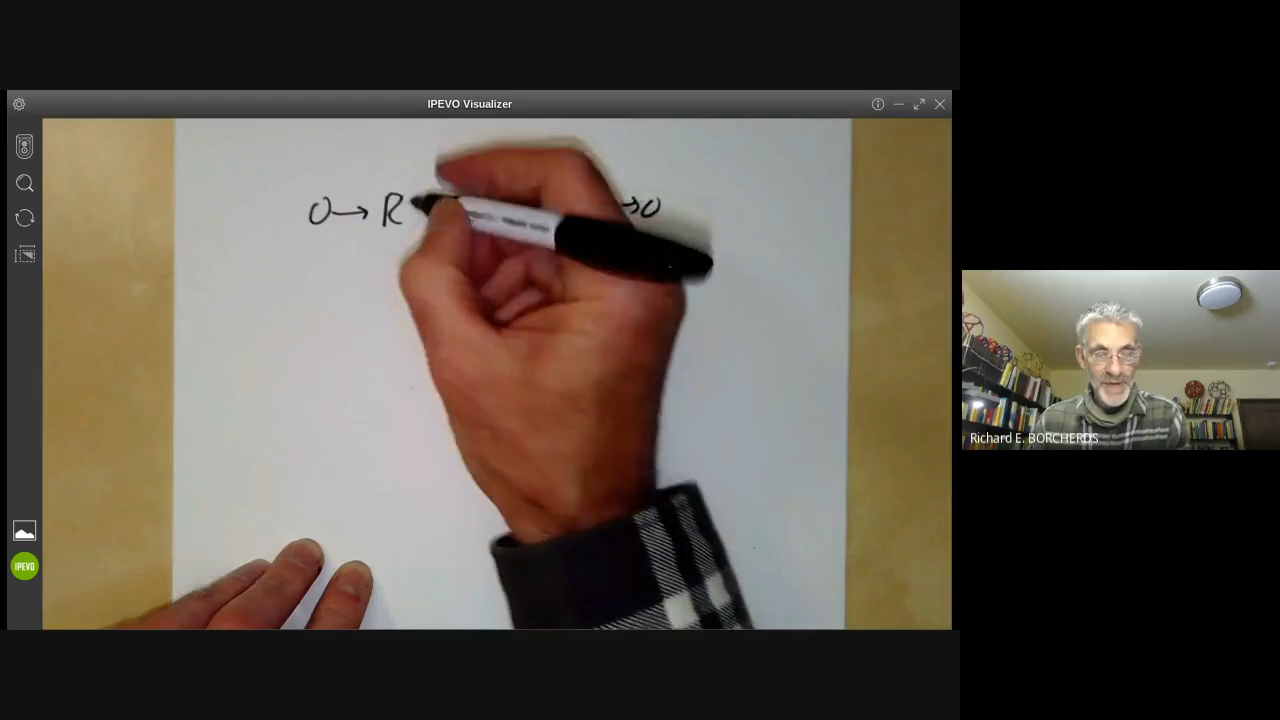 IPEVO Visualizer
0 → R
→ 0
IPEVO
Richard E. BORCHERDS